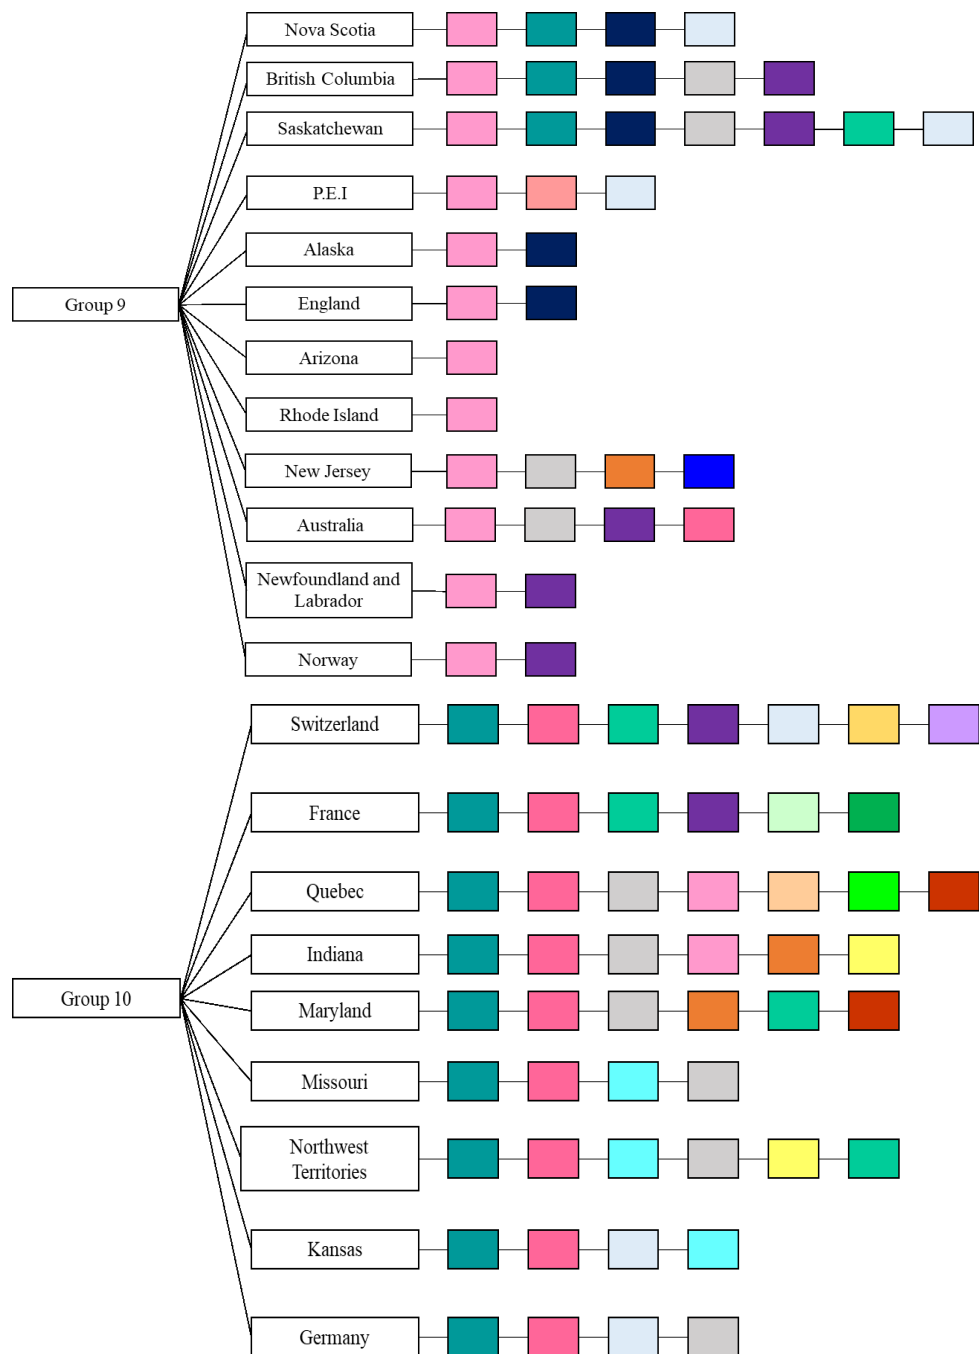 Nova Scotia
British Columbia
Saskatchewan
P.E.I
Alaska
England
Group 9
Arizona
Rhode Island
New Jersey
Australia
Newfoundland and
Labrador
Norway
Switzerland
France
Quebec
Indiana
Group 10
Maryland
Missouri
Northwest
Territories
Kansas
Germany